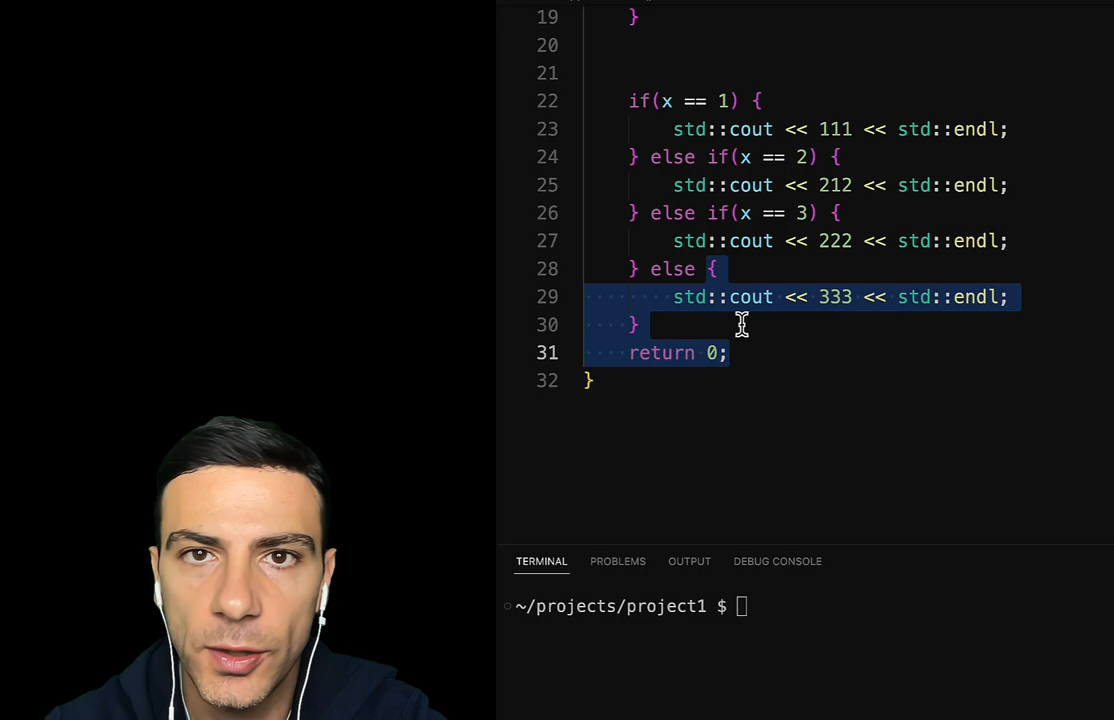 19 }
20
21
22 if(x == 1) {
23 std::cout << 111 << std::endl;
24 } else if(x == 2) {
25 std::cout << 212 << std::endl;
26 } else if(x == 3) {
27 std::cout << 222 << std::endl;
28 } else {
29 std::cout << 333 << std::endl;
30 }
31 return 0;
32 }
TERMINAL PROBLEMS OUTPUT DEBUG CONSOLE
~/projects/project1 $